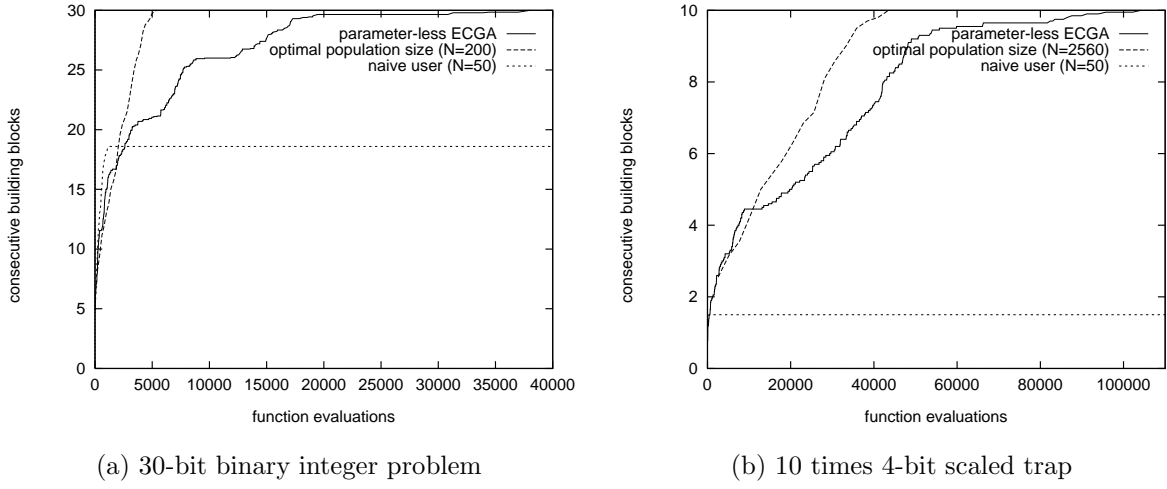 30
25
20
15
10
5
0
consecutive building blocks
parameter-less ECGA
optimal population size (N=200)
naive user (N=50)
0 5000 10000 15000 20000 25000 30000 35000 40000
function evaluations
(a) 30-bit binary integer problem
10
8
6
4
2
0
consecutive building blocks
parameter-less ECGA
optimal population size (N=2560)
naive user (N=50)
0 20000 40000 60000 80000 100000
function evaluations
(b) 10 times 4-bit scaled trap